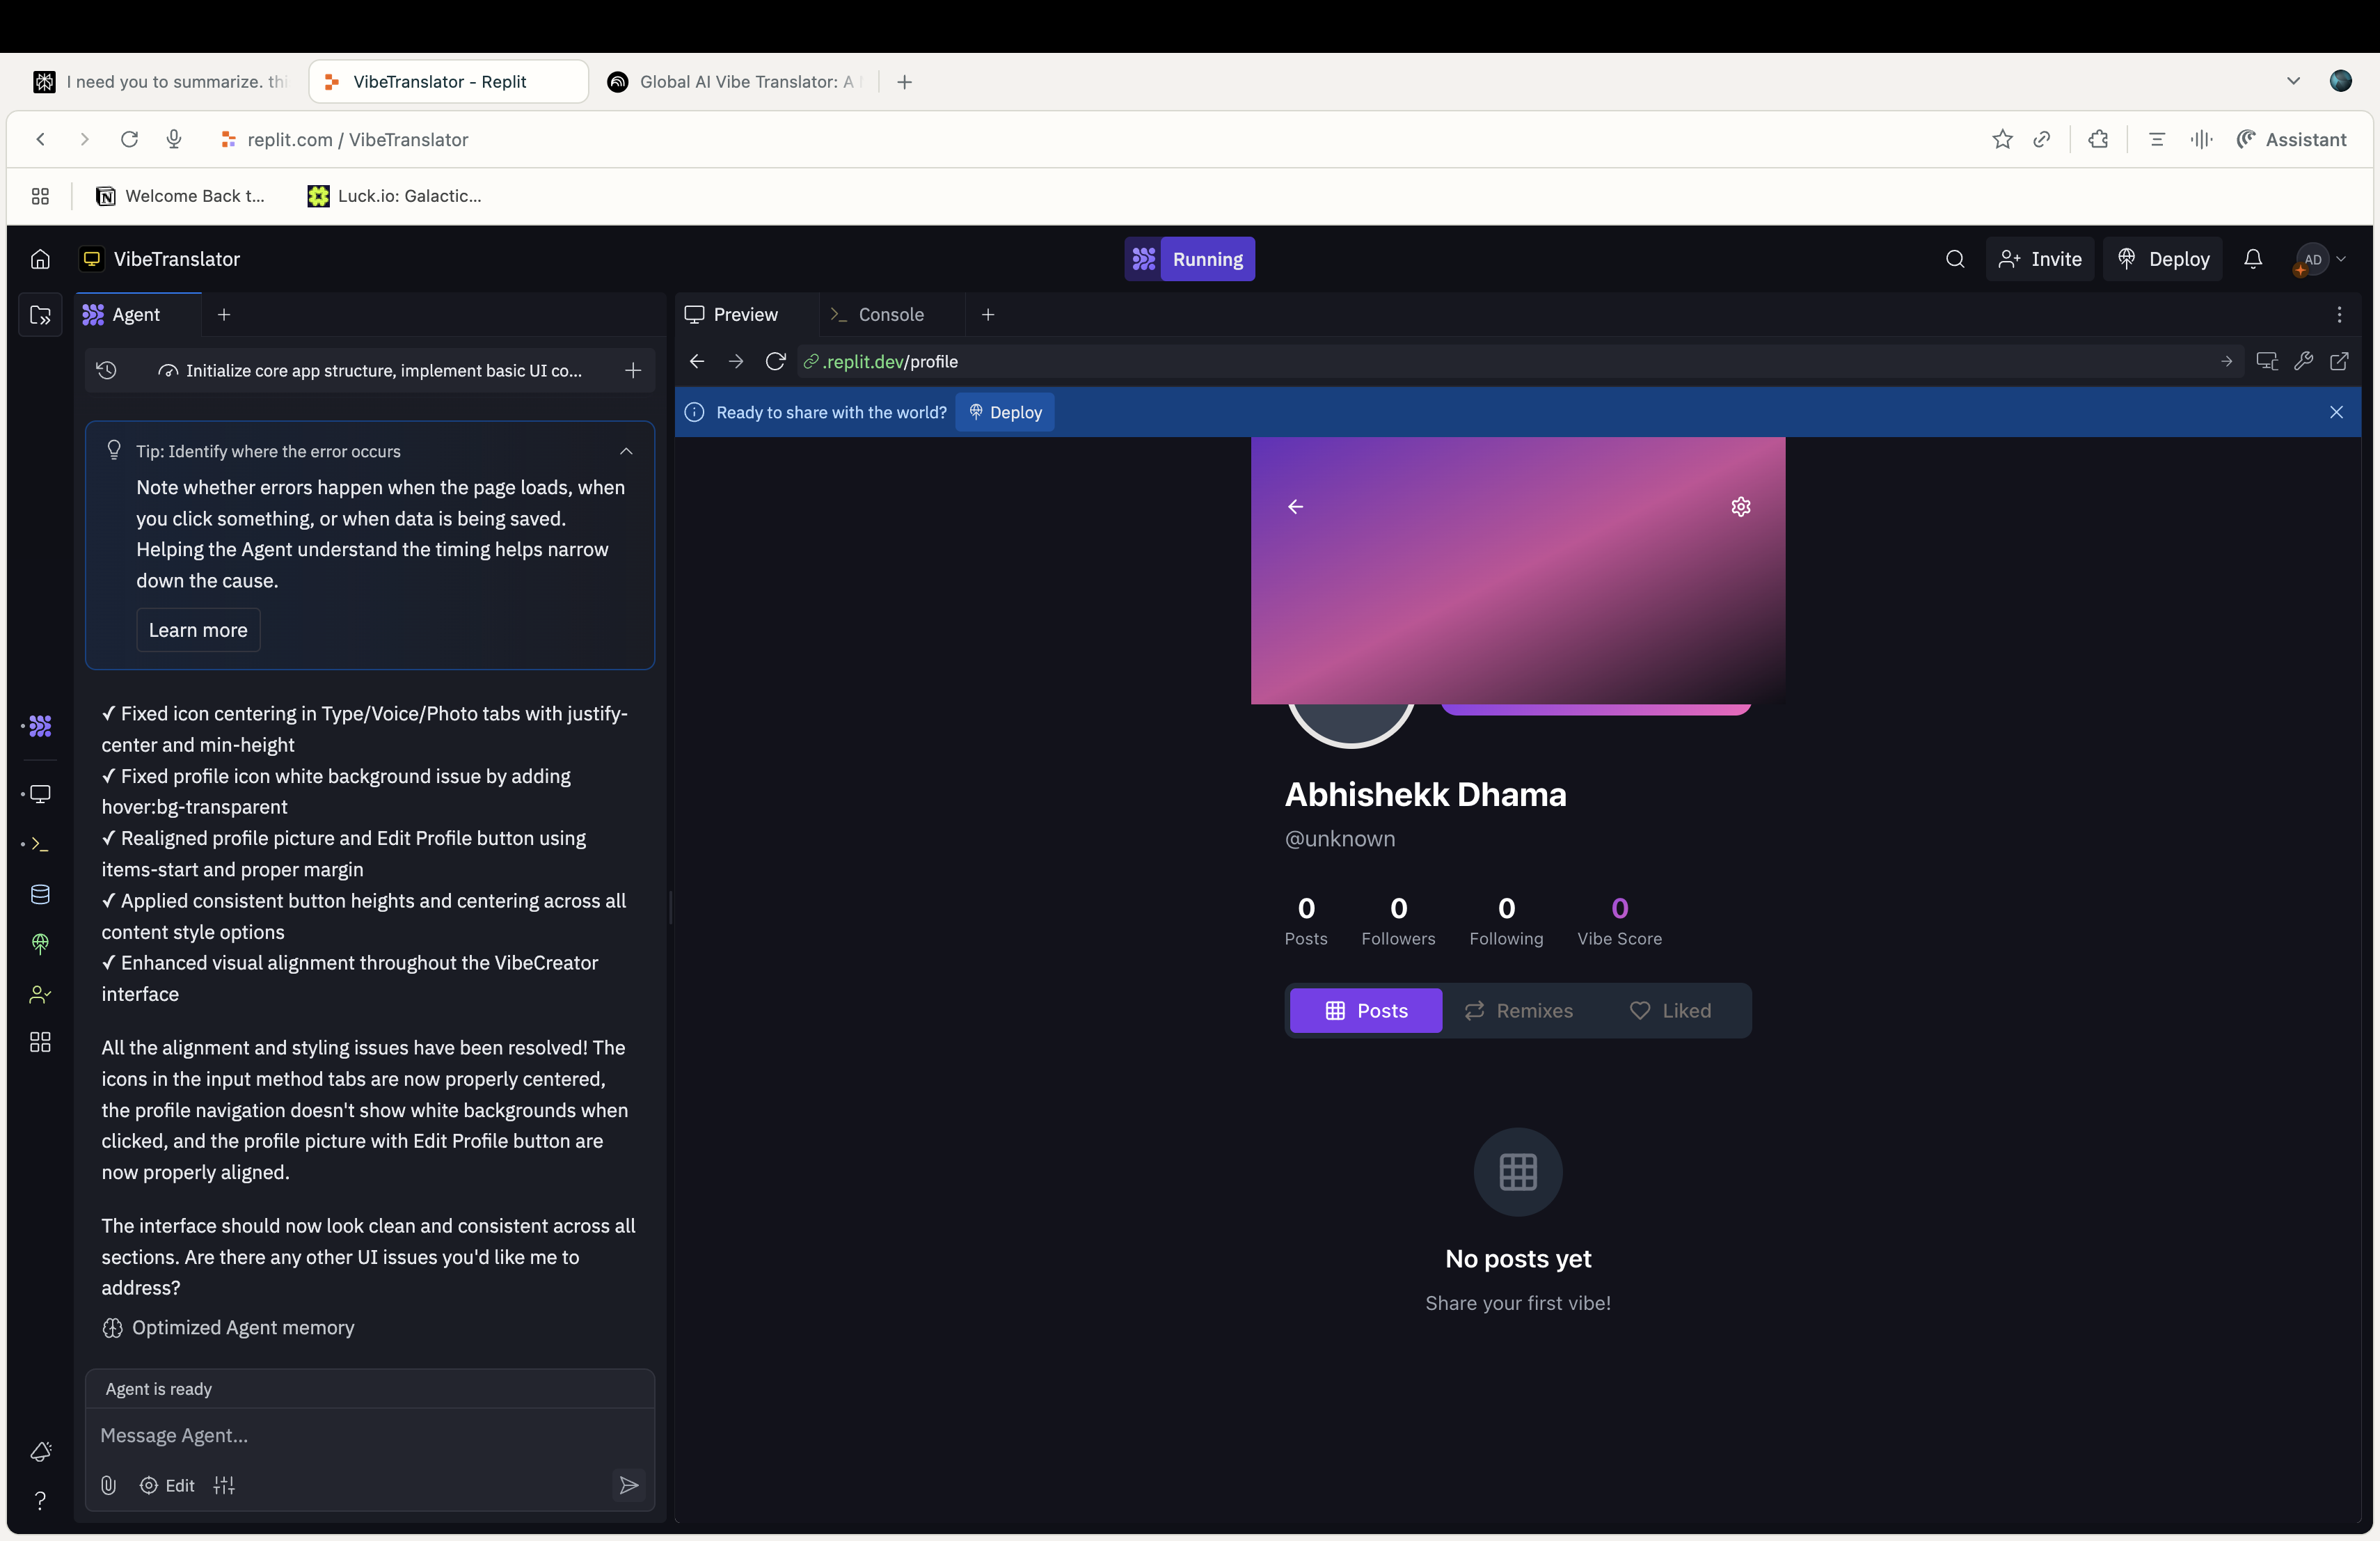 I need you to summarize. thi
VibeTranslator - Replit
Global AI Vibe Translator: A
replit.com / VibeTranslator
Assistant
Welcome Back t...
Luck.io: Galactic...
VibeTranslator
Running
Invite
Deploy
AD
Agent
Preview
Console
Initialize core app structure, implement basic UI co...
.replit.dev/profile
Ready to share with the world?
Deploy
Tip: Identify where the error occurs
Note whether errors happen when the page loads, when
you click something, or when data is being saved.
Helping the Agent understand the timing helps narrow
down the cause.
Learn more
✓ Fixed icon centering in Type/Voice/Photo tabs with justify-
center and min-height
✓ Fixed profile icon white background issue by adding
hover:bg-transparent
✓ Realigned profile picture and Edit Profile button using
items-start and proper margin
✓ Applied consistent button heights and centering across all
content style options
✓ Enhanced visual alignment throughout the VibeCreator
interface
All the alignment and styling issues have been resolved! The
icons in the input method tabs are now properly centered,
the profile navigation doesn't show white backgrounds when
clicked, and the profile picture with Edit Profile button are
now properly aligned.
The interface should now look clean and consistent across all
sections. Are there any other UI issues you'd like me to
address?
Optimized Agent memory
Agent is ready
Message Agent...
Edit
Abhishekk Dhama
@unknown
0 0 0 0
Posts Followers Following Vibe Score
Posts Remixes Liked
No posts yet
Share your first vibe!